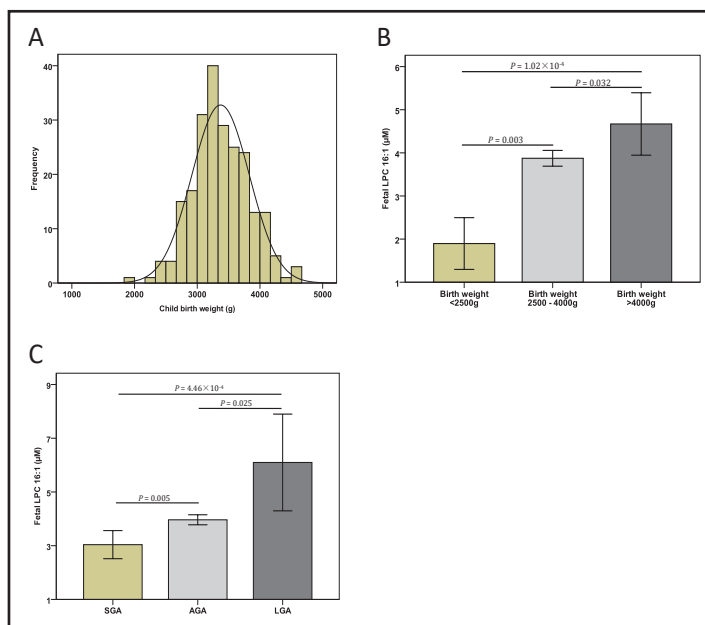 A
Frequency
40
30
20
10
0
1000 2000 3000 4000 5000
Child birth weight (g)
B
Fetal LPC 16:1 (μM)
6
5
4
3
2
1
P = 1.02×10⁻⁴
P = 0.032
P = 0.003
Birth weight <2500g
Birth weight 2500 - 4000g
Birth weight >4000g
C
Fetal LPC 16:1 (μM)
9
7
5
3
1
P = 4.46×10⁻⁴
P = 0.025
P = 0.005
SGA AGA LGA